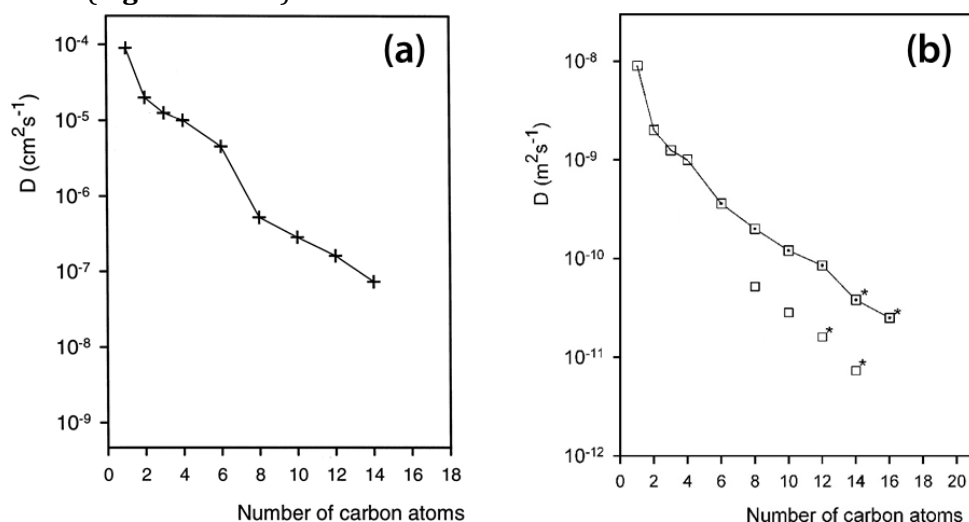 (a)
D (cm²s⁻¹)
10⁻⁴
10⁻⁵
10⁻⁶
10⁻⁷
10⁻⁸
10⁻⁹
0 2 4 6 8 10 12 14 16 18
Number of carbon atoms
(b)
D (m²s⁻¹)
10⁻⁸
10⁻⁹
10⁻¹⁰
10⁻¹¹
10⁻¹²
* *
*
*
0 2 4 6 8 10 12 14 16 18 20
Number of carbon atoms